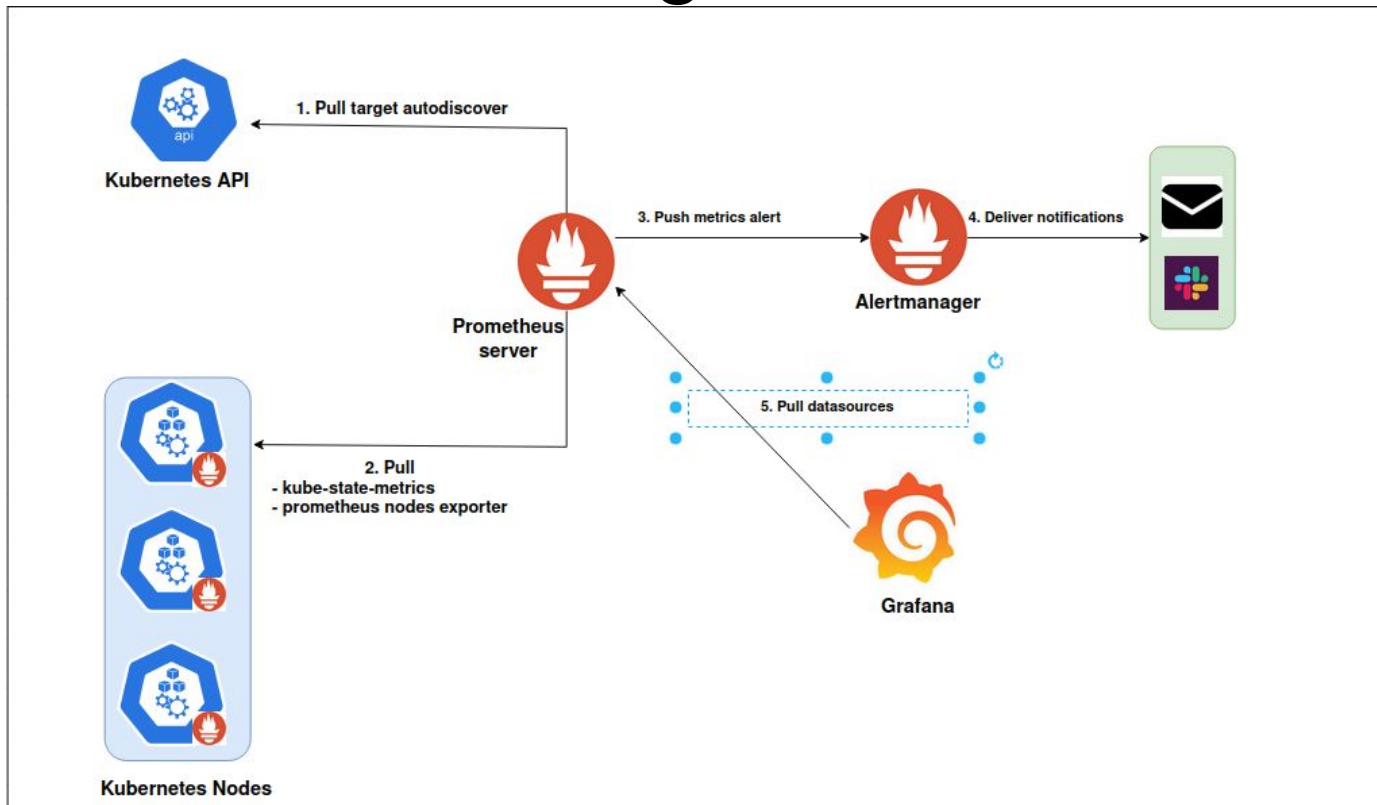 1. Pull target autodiscover
api
Kubernetes API
3. Push metrics alert
4. Deliver notifications
Alertmanager
Prometheus
server
5. Pull datasources
2. Pull
- kube-state-metrics
- prometheus nodes exporter
Grafana
Kubernetes Nodes